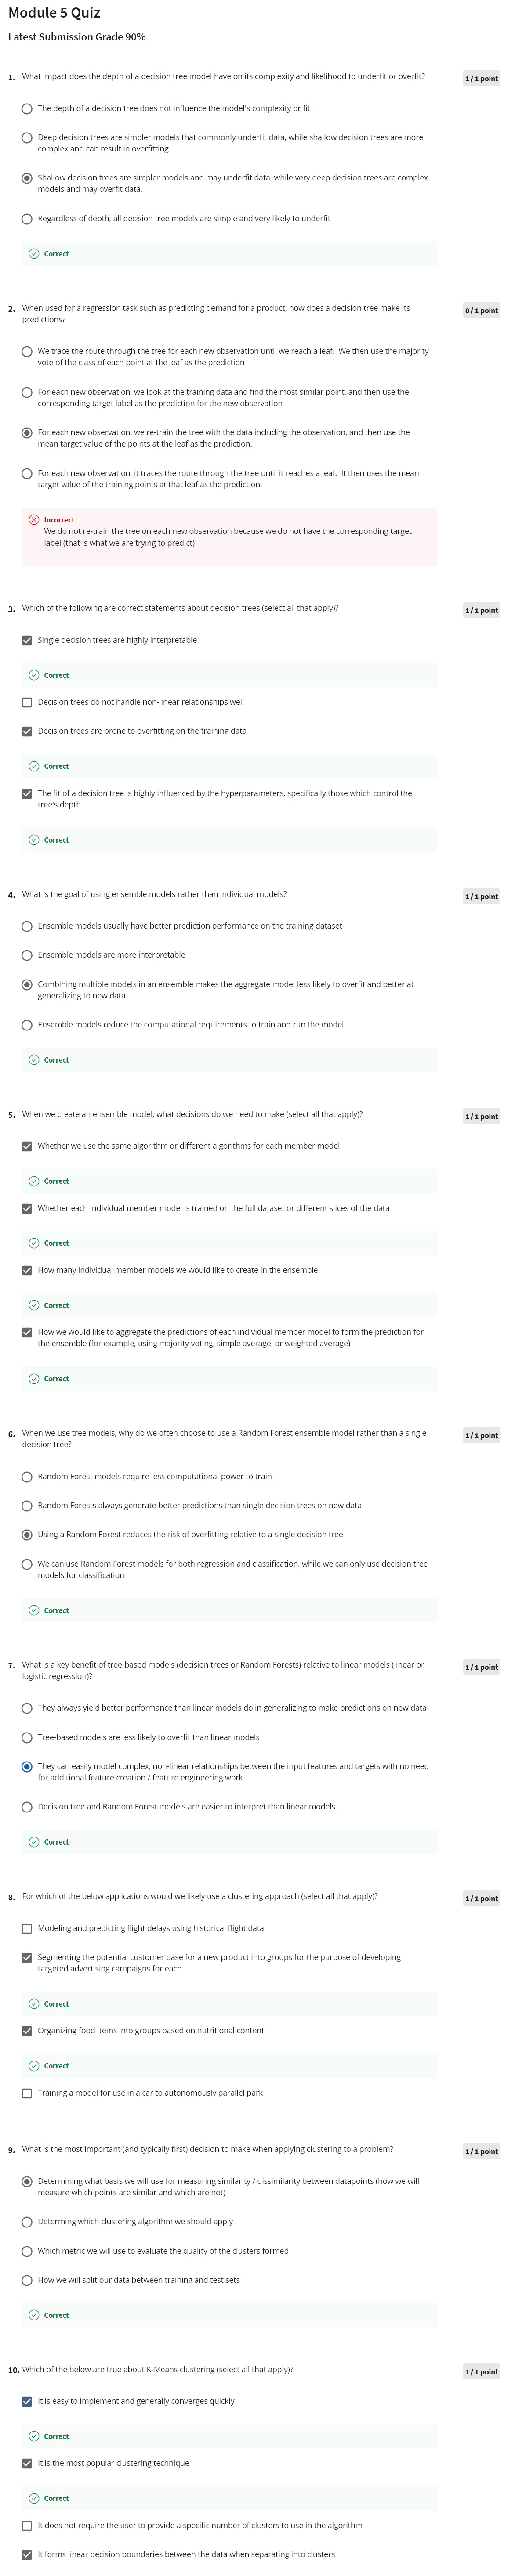 Module 5 Quiz
Latest Submission Grade 90%
1. What impact does the depth of a decision tree model have on its complexity and likelihood to underfit or overfit?
1 / 1 point
The depth of a decision tree does not influence the model's complexity or fit
Deep decision trees are simpler models that commonly underfit data, while shallow decision trees are more
complex and can result in overfitting
Shallow decision trees are simpler models and may underfit data, while very deep decision trees are complex
models and may overfit data.
Regardless of depth, all decision tree models are simple and very likely to underfit
Correct
2. When used for a regression task such as predicting demand for a product, how does a decision tree make its
predictions?
0 / 1 point
We trace the route through the tree for each new observation until we reach a leaf. We then use the majority
vote of the class of each point at the leaf as the prediction
For each new observation, we look at the training data and find the most similar point, and then use the
corresponding target label as the prediction for the new observation
For each new observation, we re-train the tree with the data including the observation, and then use the
mean target value of the points at the leaf as the prediction.
For each new observation, it traces the route through the tree until it reaches a leaf. It then uses the mean
target value of the training points at that leaf as the prediction.
Incorrect
We do not re-train the tree on each new observation because we do not have the corresponding target
label (that is what we are trying to predict)
3. Which of the following are correct statements about decision trees (select all that apply)?
1 / 1 point
Single decision trees are highly interpretable
Correct
Decision trees do not handle non-linear relationships well
Decision trees are prone to overfitting on the training data
Correct
The fit of a decision tree is highly influenced by the hyperparameters, specifically those which control the
tree's depth
Correct
4. What is the goal of using ensemble models rather than individual models?
1 / 1 point
Ensemble models usually have better prediction performance on the training dataset
Ensemble models are more interpretable
Combining multiple models in an ensemble makes the aggregate model less likely to overfit and better at
generalizing to new data
Ensemble models reduce the computational requirements to train and run the model
Correct
5. When we create an ensemble model, what decisions do we need to make (select all that apply)?
1 / 1 point
Whether we use the same algorithm or different algorithms for each member model
Correct
Whether each individual member model is trained on the full dataset or different slices of the data
Correct
How many individual member models we would like to create in the ensemble
Correct
How we would like to aggregate the predictions of each individual member model to form the prediction for
the ensemble (for example, using majority voting, simple average, or weighted average)
Correct
6. When we use tree models, why do we often choose to use a Random Forest ensemble model rather than a single
decision tree?
1 / 1 point
Random Forest models require less computational power to train
Random Forests always generate better predictions than single decision trees on new data
Using a Random Forest reduces the risk of overfitting relative to a single decision tree
We can use Random Forest models for both regression and classification, while we can only use decision tree
models for classification
Correct
7. What is a key benefit of tree-based models (decision trees or Random Forests) relative to linear models (linear or
logistic regression)?
1 / 1 point
They always yield better performance than linear models do in generalizing to make predictions on new data
Tree-based models are less likely to overfit than linear models
They can easily model complex, non-linear relationships between the input features and targets with no need
for additional feature creation / feature engineering work
Decision tree and Random Forest models are easier to interpret than linear models
Correct
8. For which of the below applications would we likely use a clustering approach (select all that apply)?
1 / 1 point
Modeling and predicting flight delays using historical flight data
Segmenting the potential customer base for a new product into groups for the purpose of developing
targeted advertising campaigns for each
Correct
Organizing food items into groups based on nutritional content
Correct
Training a model for use in a car to autonomously parallel park
9. What is the most important (and typically first) decision to make when applying clustering to a problem?
1 / 1 point
Determining what basis we will use for measuring similarity / dissimilarity between datapoints (how we will
measure which points are similar and which are not)
Determing which clustering algorithm we should apply
Which metric we will use to evaluate the quality of the clusters formed
How we will split our data between training and test sets
Correct
10. Which of the below are true about K-Means clustering (select all that apply)?
1 / 1 point
It is easy to implement and generally converges quickly
Correct
It is the most popular clustering technique
Correct
It does not require the user to provide a specific number of clusters to use in the algorithm
It forms linear decision boundaries between the data when separating into clusters